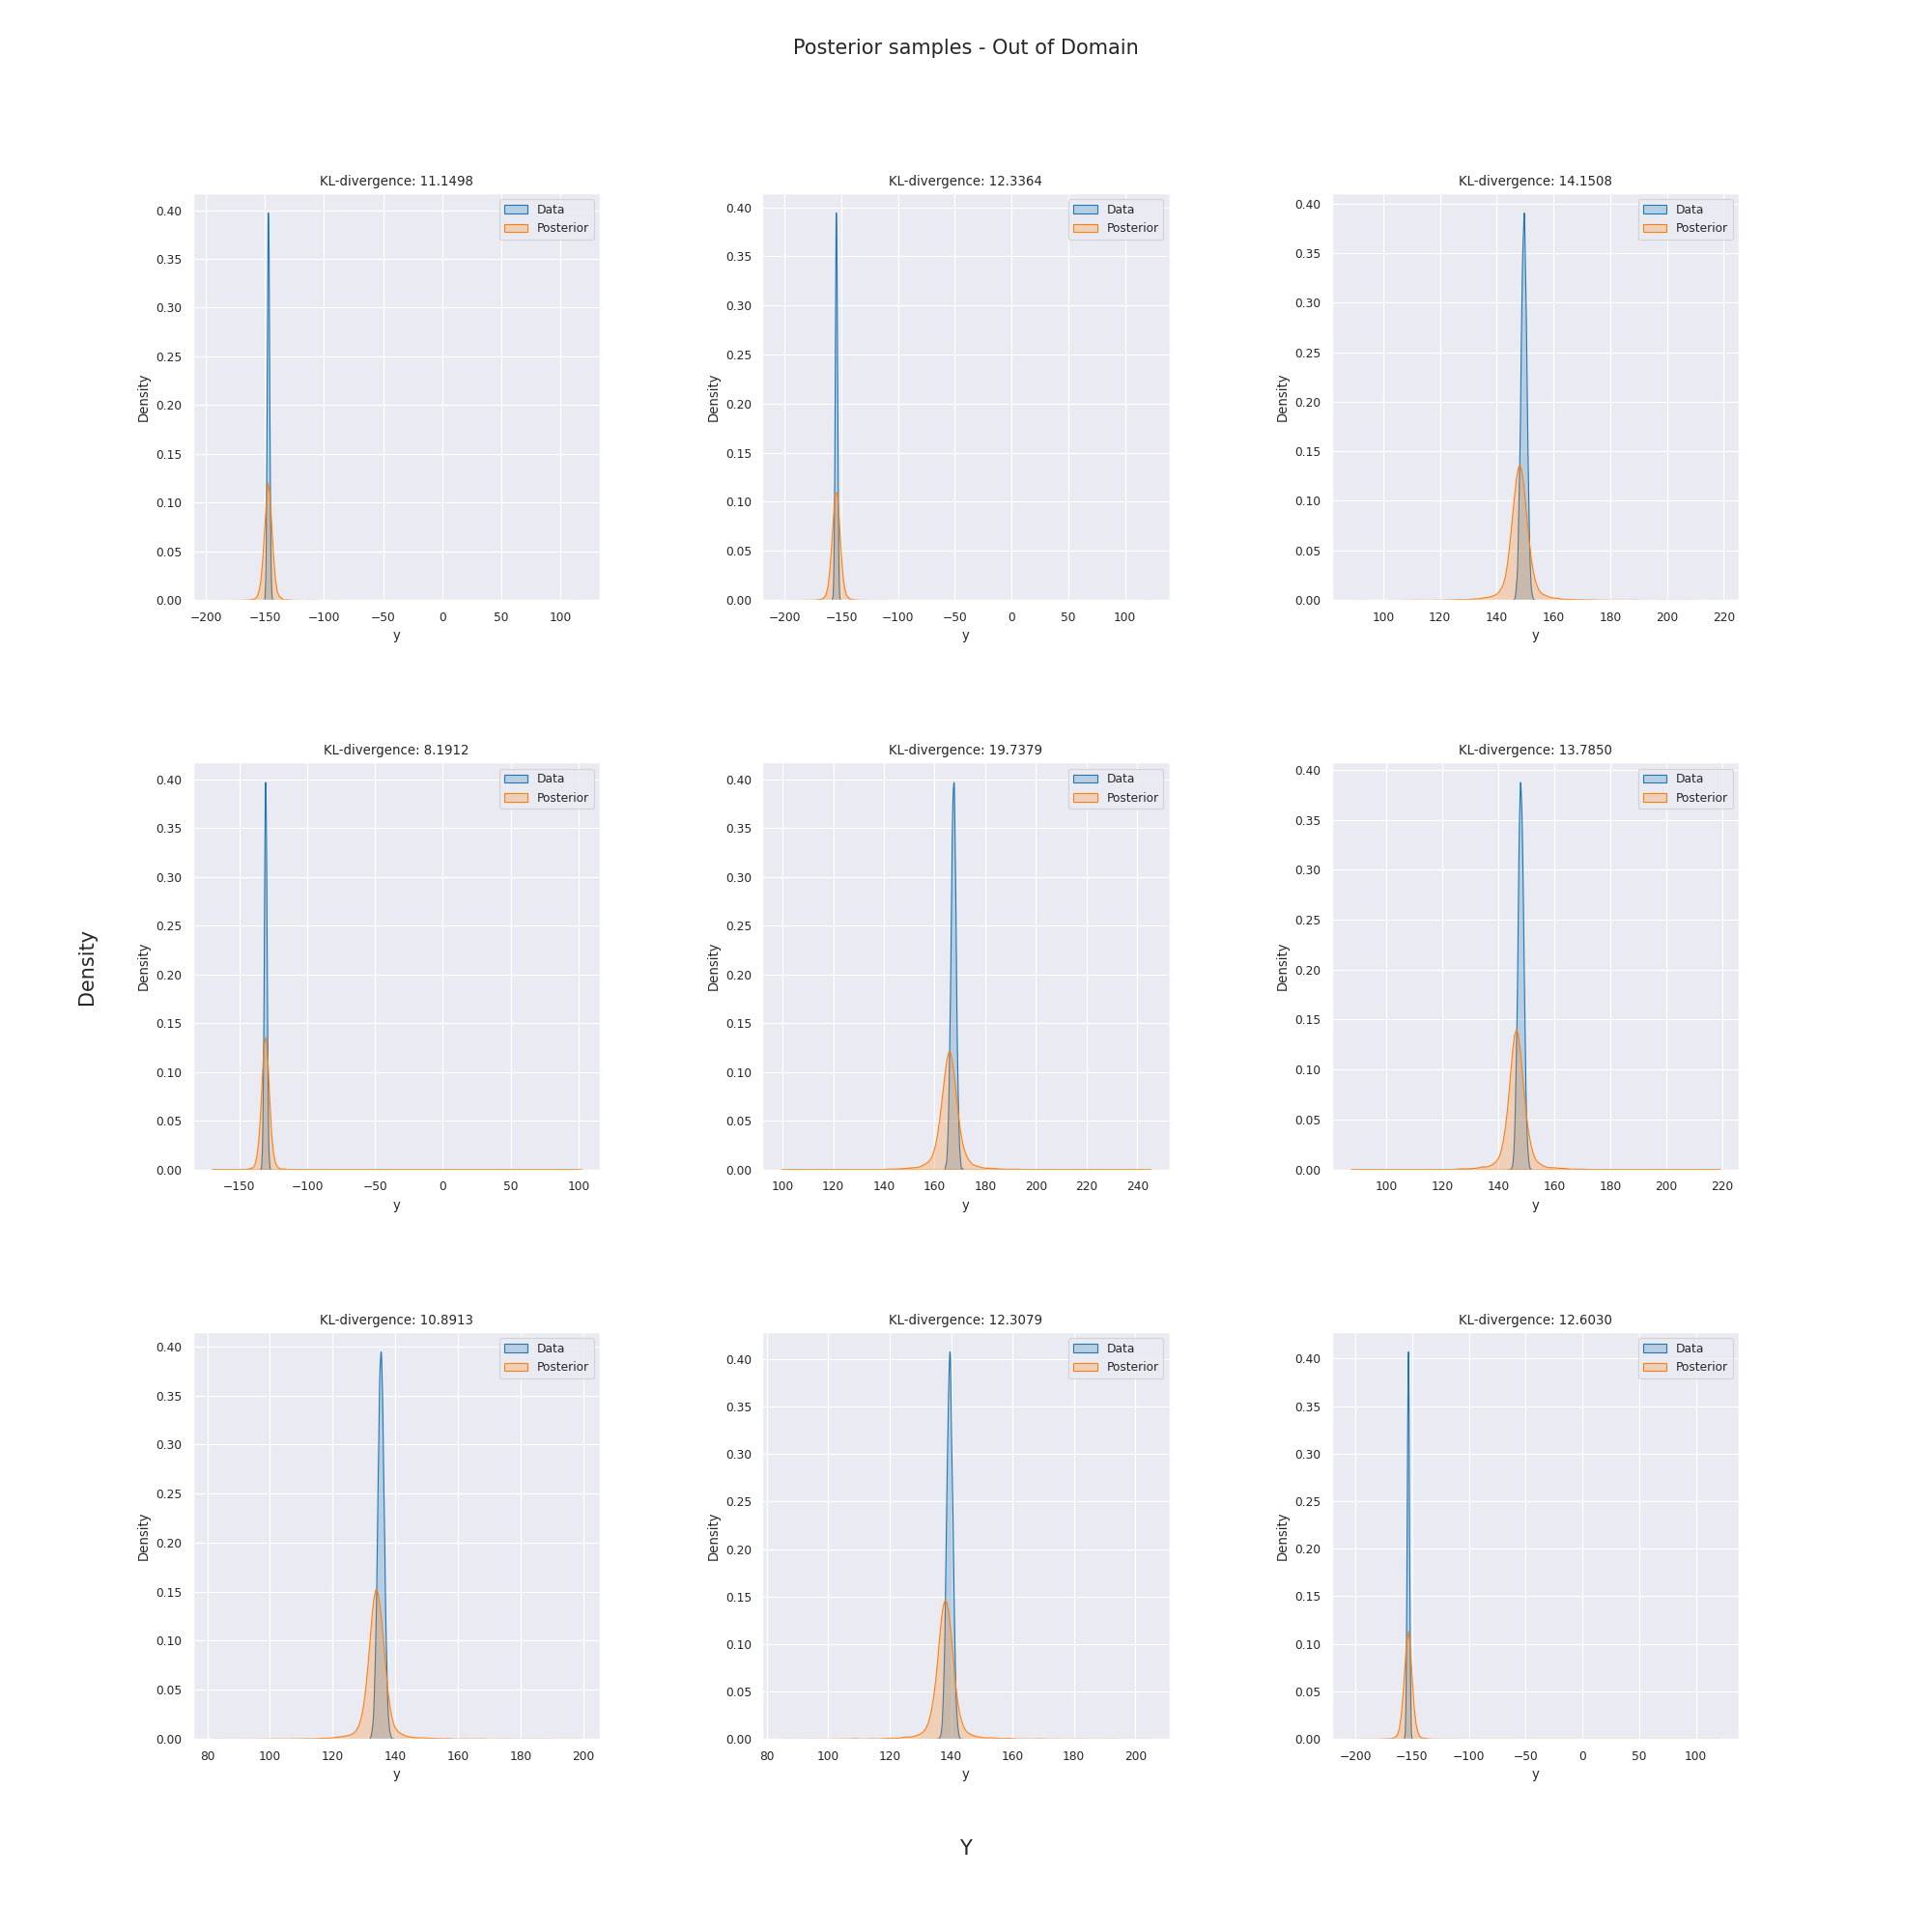 Posterior samples - Out of Domain
KL-divergence: 11.1498
Data
Posterior
0.40
0.35
0.30
0.25
0.20
0.15
0.10
0.05
0.00
Density
−200 −150 −100 −50 0 50 100
y
KL-divergence: 12.3364
Data
Posterior
0.40
0.35
0.30
0.25
0.20
0.15
0.10
0.05
0.00
Density
−200 −150 −100 −50 0 50 100
y
KL-divergence: 14.1508
Data
Posterior
0.40
0.35
0.30
0.25
0.20
0.15
0.10
0.05
0.00
Density
100 120 140 160 180 200 220
y
KL-divergence: 8.1912
Data
Posterior
0.40
0.35
0.30
0.25
0.20
0.15
0.10
0.05
0.00
Density
−150 −100 −50 0 50 100
y
KL-divergence: 19.7379
Data
Posterior
0.40
0.35
0.30
0.25
0.20
0.15
0.10
0.05
0.00
Density
100 120 140 160 180 200 220 240
y
KL-divergence: 13.7850
Data
Posterior
0.40
0.35
0.30
0.25
0.20
0.15
0.10
0.05
0.00
Density
100 120 140 160 180 200 220
y
Density
KL-divergence: 10.8913
Data
Posterior
0.40
0.35
0.30
0.25
0.20
0.15
0.10
0.05
0.00
Density
80 100 120 140 160 180 200
y
KL-divergence: 12.3079
Data
Posterior
0.40
0.35
0.30
0.25
0.20
0.15
0.10
0.05
0.00
Density
80 100 120 140 160 180 200
y
KL-divergence: 12.6030
Data
Posterior
0.40
0.35
0.30
0.25
0.20
0.15
0.10
0.05
0.00
Density
−200 −150 −100 −50 0 50 100
y
Y